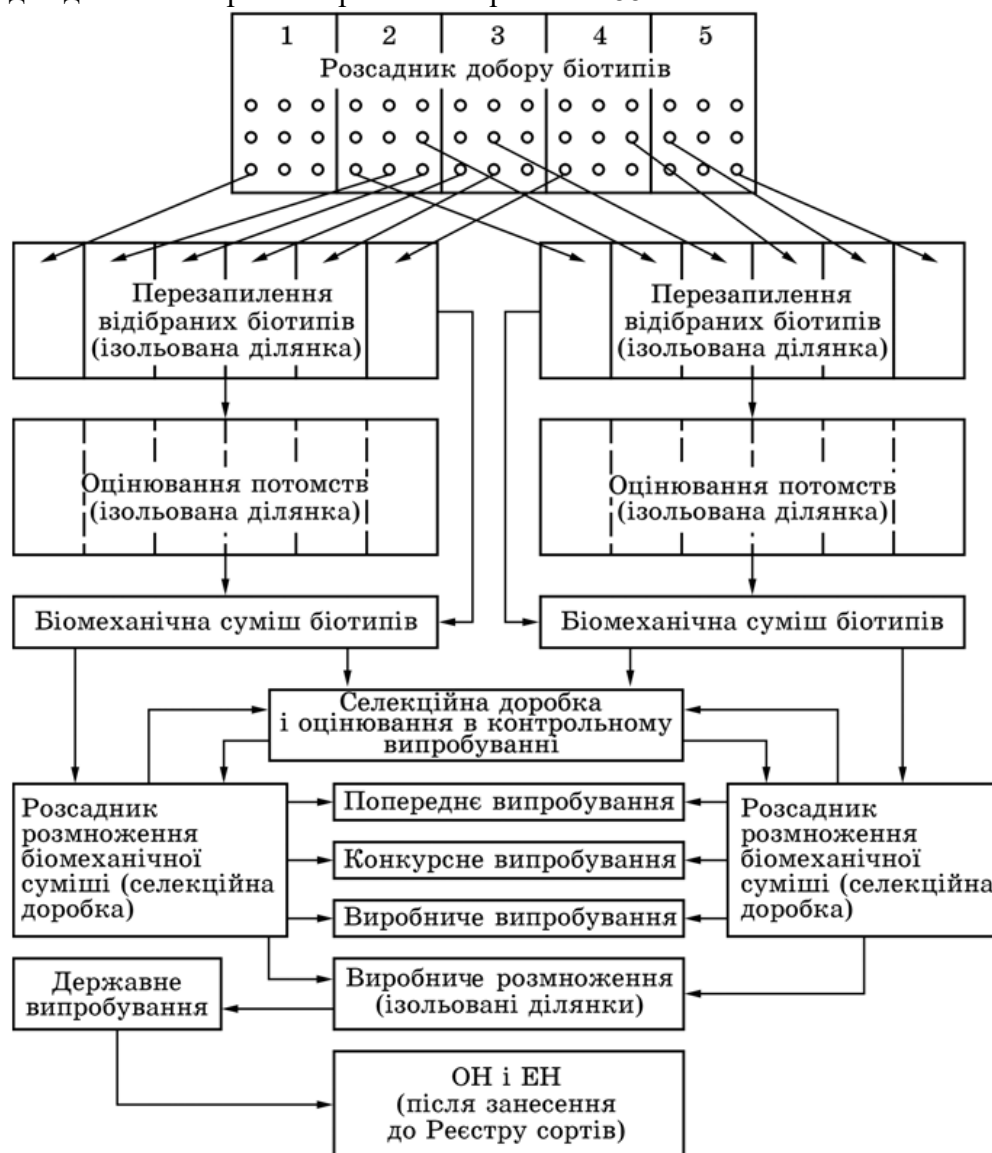 1 2 3 4 5
Розсадник добору біотипів
Перезапилення
відібраних біотипів
(ізольована ділянка)
Перезапилення
відібраних біотипів
(ізольована ділянка)
Оцінювання потомств
(ізольована ділянка)
Оцінювання потомств
(ізольована ділянка)
Біомеханічна суміш біотипів
Біомеханічна суміш біотипів
Селекційна доробка
і оцінювання в контрольному
випробуванні
Розсадник
розмноження
біомеханічної
суміші (селекційна
доробка)
Попереднє випробування
Конкурсне випробування
Виробниче випробування
Розсадник
розмноження
біомеханічної
суміші (селекційна
доробка)
Державне
випробування
Виробниче розмноження
(ізольовані ділянки)
ОН і ЕН
(після занесення
до Реєстру сортів)